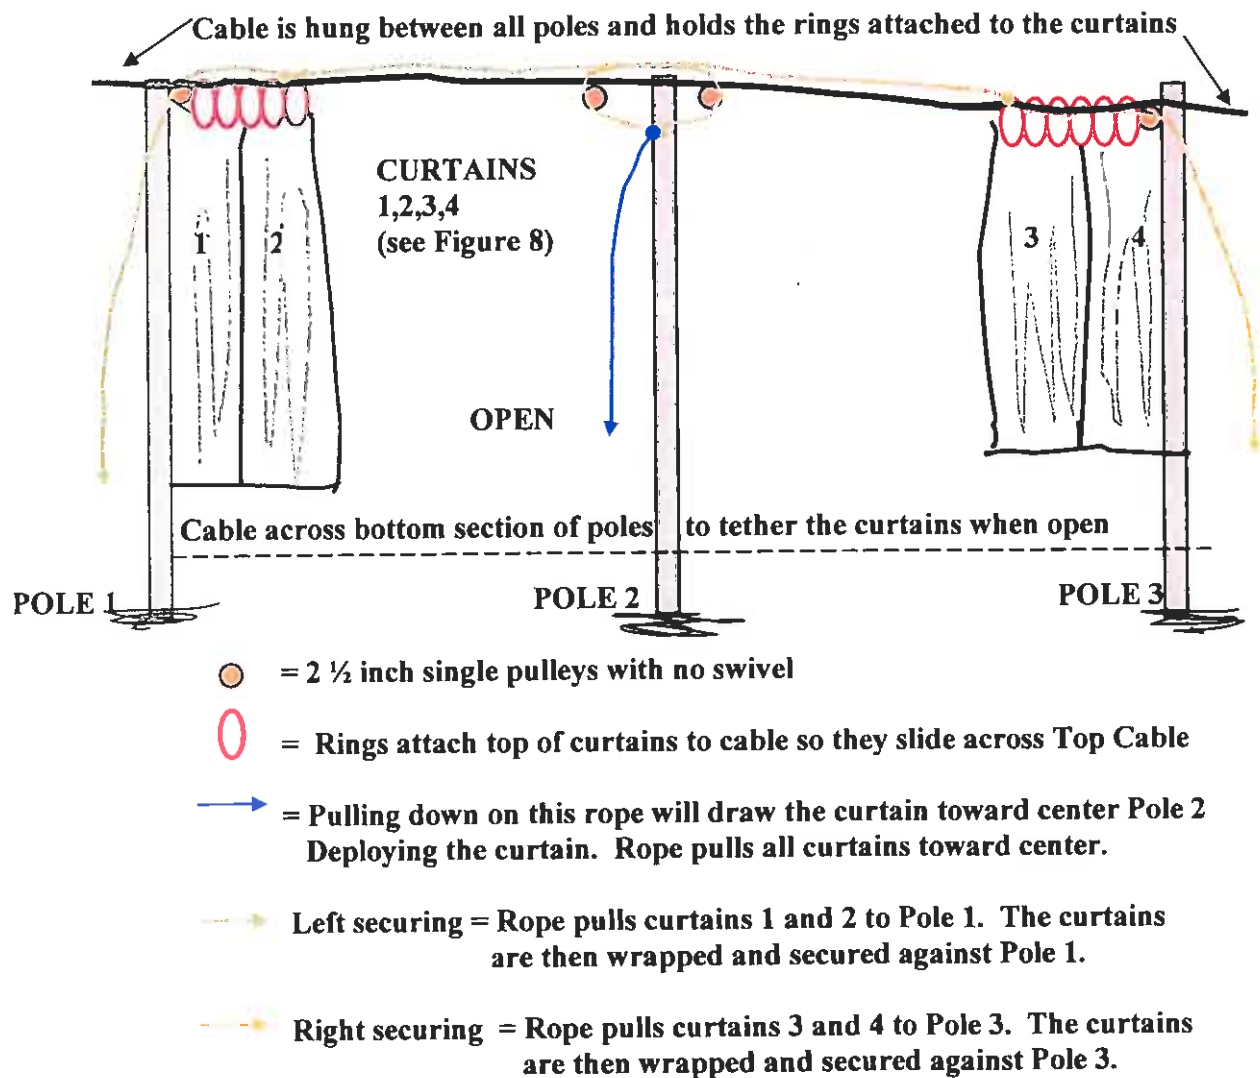 Cable is hung between all poles and holds the rings attached to the curtains
CURTAINS
1,2,3,4
(see Figure 8)
1
2
3
4
OPEN
Cable across bottom section of poles to tether the curtains when open
POLE 1
POLE 2
POLE 3
= 2 ½ inch single pulleys with no swivel
= Rings attach top of curtains to cable so they slide across Top Cable
= Pulling down on this rope will draw the curtain toward center Pole 2
Deploying the curtain. Rope pulls all curtains toward center.
Left securing = Rope pulls curtains 1 and 2 to Pole 1. The curtains
are then wrapped and secured against Pole 1.
Right securing = Rope pulls curtains 3 and 4 to Pole 3. The curtains
are then wrapped and secured against Pole 3.